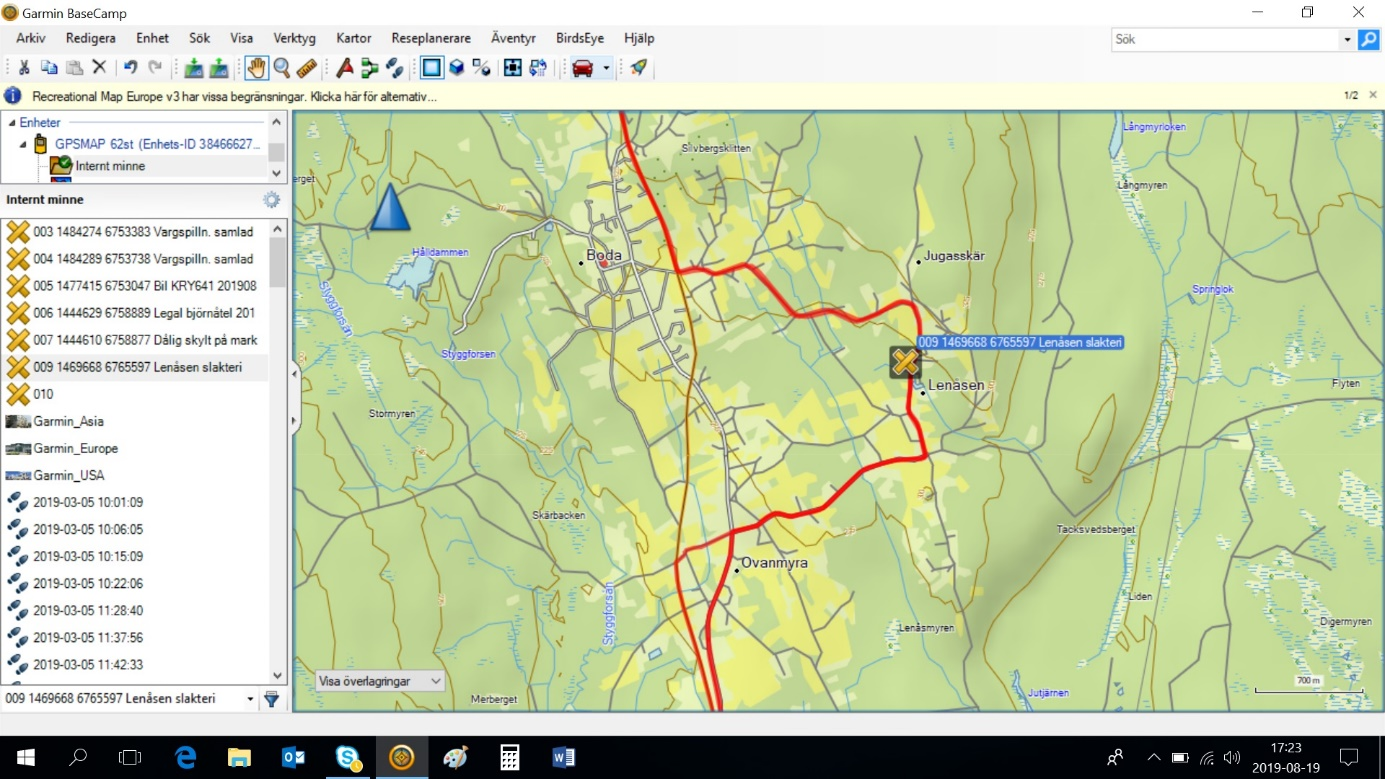 Garmin BaseCamp
Arkiv Redigera Enhet Sök Visa Verktyg Kartor Reseplanerare Äventyr BirdsEye Hjälp
Sök
Recreational Map Europe v3 har vissa begränsningar. Klicka här för alternativ...
1/2
Enheter
GPSMAP 62st (Enhets-ID 38466627...
Internt minne
Internt minne
003 1484274 6753383 Vargspilln. samlad
004 1484289 6753738 Vargspilln. samlad
005 1477415 6753047 Bil KRY641 201908
006 1444629 6758889 Legal björnåtel 201
007 1444610 6758877 Dålig skylt på mark
009 1469668 6765597 Lenåsen slakteri
010
Garmin_Asia
Garmin_Europe
Garmin_USA
2019-03-05 10:01:09
2019-03-05 10:06:05
2019-03-05 10:15:09
2019-03-05 10:22:06
2019-03-05 11:28:40
2019-03-05 11:37:56
2019-03-05 11:42:33
009 1469668 6765597 Lenåsen slakteri
erget
Silvbergsklitten
Långmyrloken
Långmyren
Hålldammen
Boda
Jugasskär
Styggforsån
Springlok
009 1469668 6765597 Lenåsen slakteri
Styggforsen
Lenåsen
Flyten
Stormyren
Skärbacken
Tacksvedsberget
Ovanmyra
Styggforsån
Liden
Lenåsmyren
Digermyren
Visa överlagringar
Merberget
Jutjärnen
700 m
17:23
2019-08-19